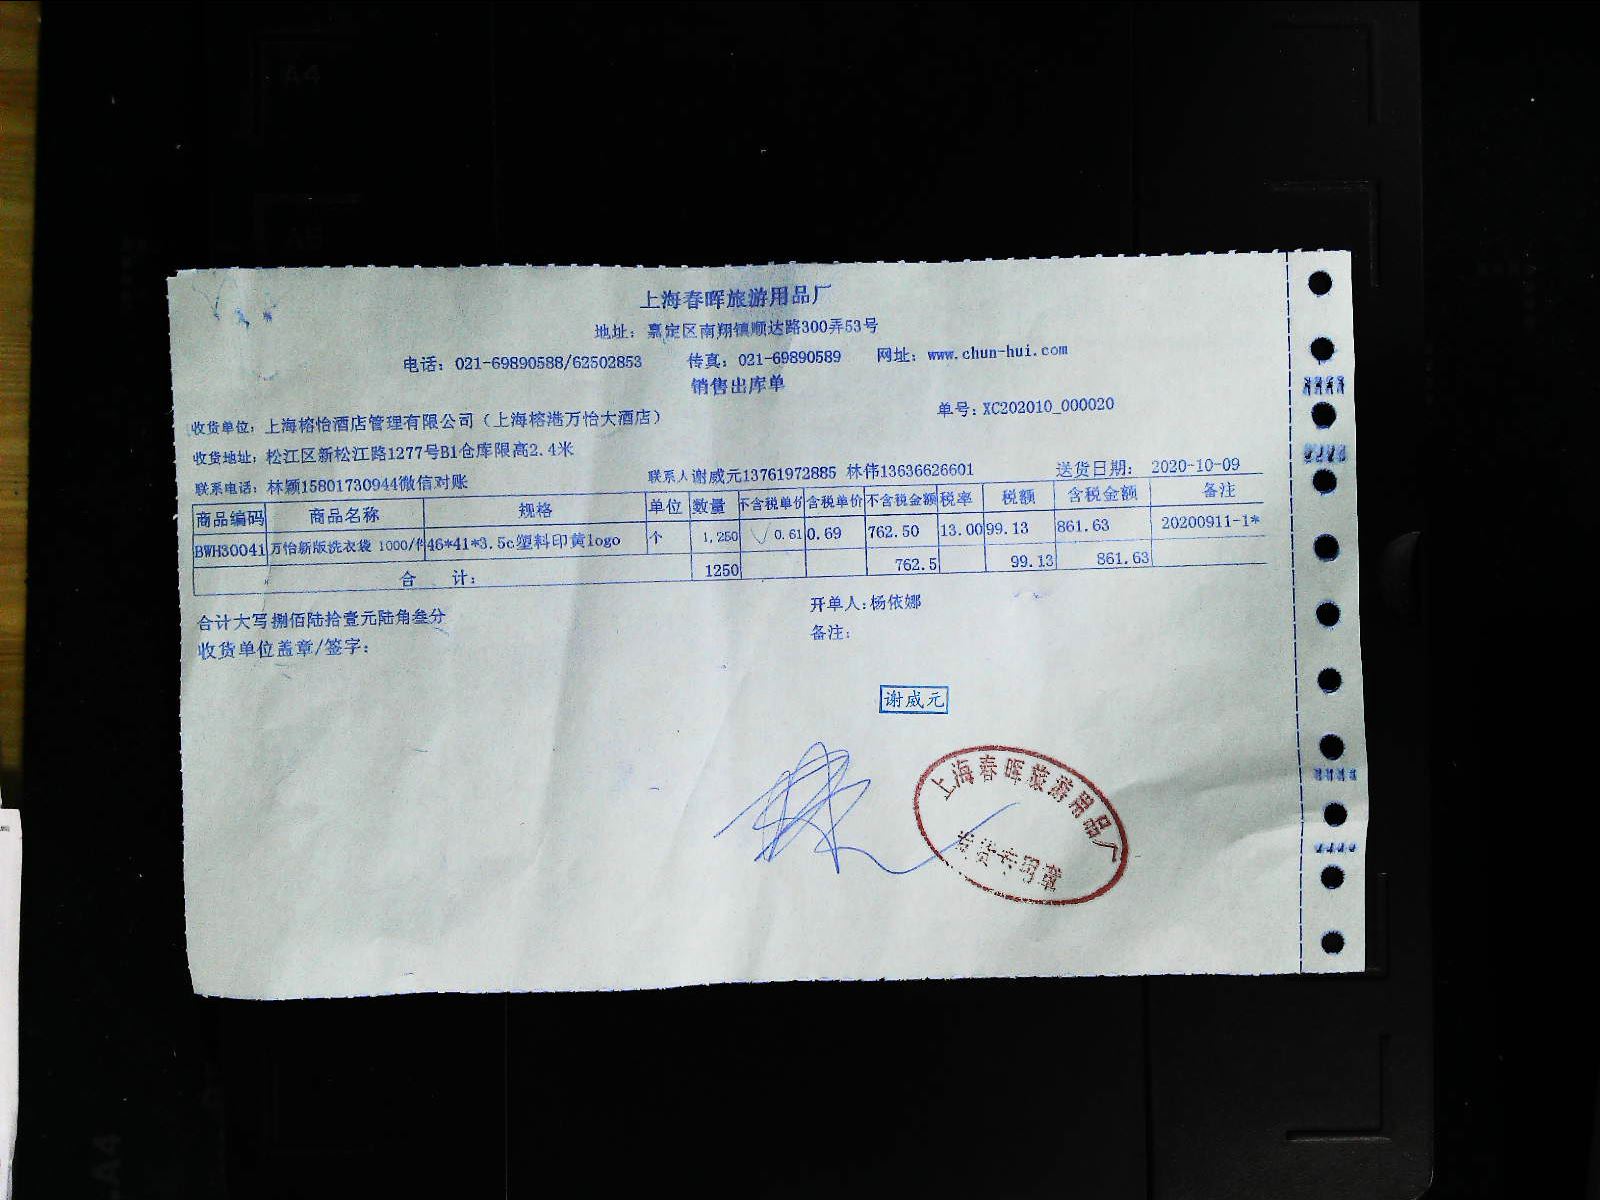 上海春晖旅游用品厂
地址：嘉定区南翔镇顺达路300弄53号
电话：021-69890588/62502853 传真：021-69890589 网址：www.chun-hui.com
销售出库单
收货单位：上海榕怡酒店管理有限公司（上海榕港万怡大酒店） 单号：XC202010_000020
收货地址：松江区新松江路1277号B1仓库限高2.4米
联系电话：林颖15801730944微信对账 联系人谢威元13761972885 林伟13636626601 送货日期： 2020-10-09
商品编码 商品名称 规格 单位 数量 不含税单价 含税单价 不含税金额 税率 税额 含税金额 备注
BWH30041 万怡新版洗衣袋 1000/件 46*41*3.5c塑料印黄logo 个 1,250 0.61 0.69 762.50 13.00 99.13 861.63 20200911-1*
合 计： 1250 762.5 99.13 861.63
合计大写 捌佰陆拾壹元陆角叁分 开单人：杨依娜
收货单位盖章/签字： 备注：
谢威元
上海春晖旅游用品厂
发货专用章
A4
A5
A4